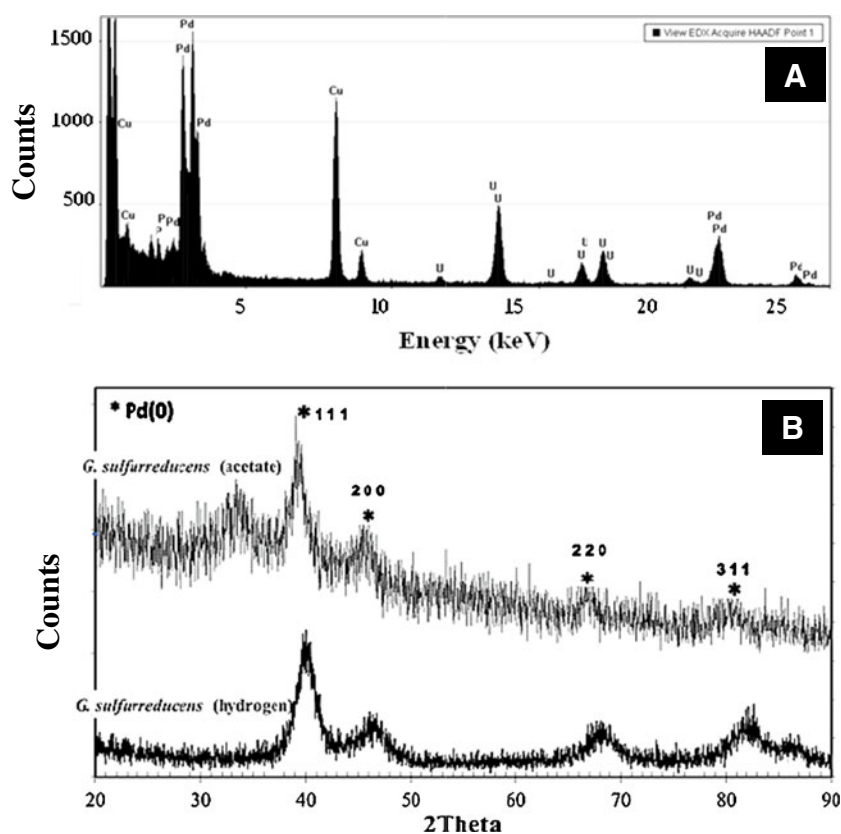 1500
1000
500
Counts
View EDX Acquire HAADF Point 1
A
Cu
Cu
P
P
Pd
Pd
Pd
Pd
Cu
Cu
U
U
U
U
U
U
U
U
U
U
Pd
Pd
Pd
5 10 15 20 25
Energy (keV)
* Pd(0)
B
* 111
G. sulfurreducens (acetate)
200
*
220
*
311
*
Counts
G. sulfurreducens (hydrogen)
20 30 40 50 60 70 80 90
2Theta